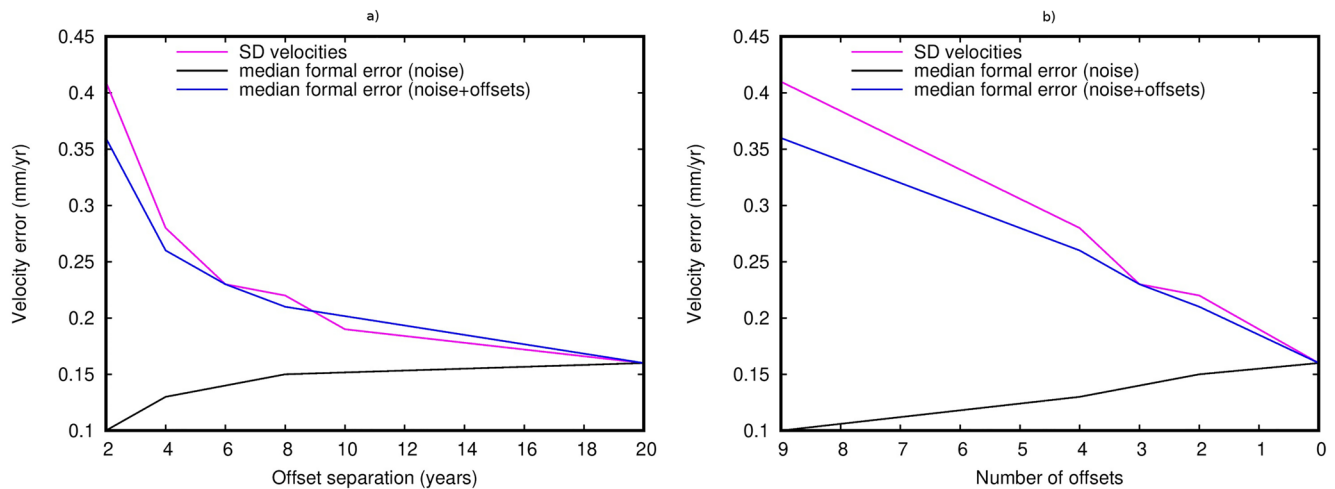 a)
SD velocities
median formal error (noise)
median formal error (noise+offsets)
Velocity error (mm/yr)
0.45
0.4
0.35
0.3
0.25
0.2
0.15
0.1
2 4 6 8 10 12 14 16 18 20
Offset separation (years)
b)
SD velocities
median formal error (noise)
median formal error (noise+offsets)
Velocity error (mm/yr)
0.45
0.4
0.35
0.3
0.25
0.2
0.15
0.1
9 8 7 6 5 4 3 2 1 0
Number of offsets